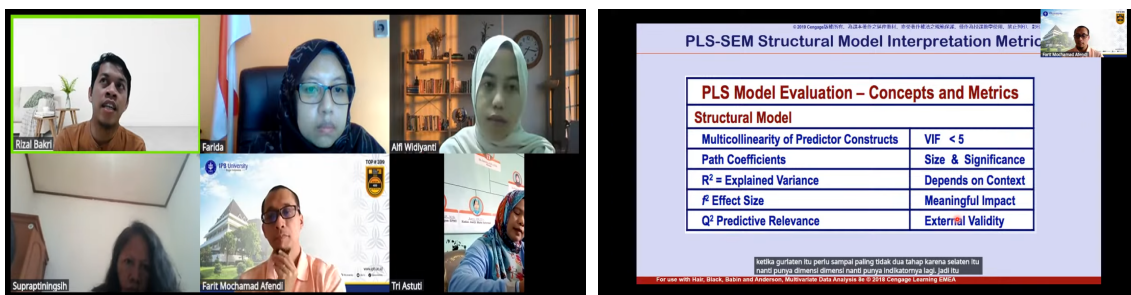 Rizal Bakri
Farida
Alfi Widiyanti
IPB University
TOP # 200
Supraptiningsih
Farit Mochamad Afendi
Tri Astuti
PLS-SEM Structural Model Interpretation Metric
Farit Mochamad Afendi
PLS Model Evaluation – Concepts and Metrics
Structural Model
Multicollinearity of Predictor Constructs VIF < 5
Path Coefficients Size & Significance
R² = Explained Variance Depends on Context
f² Effect Size Meaningful Impact
Q² Predictive Relevance External Validity
ketika gurlaten itu perlu sampai paling tidak dua tahap karena selaten itu
nanti punya dimensi dimensi nanti punya indikatornya lagi. Jadi itu
For use with Hair, Black, Babin and Anderson, Multivariate Data Analysis 8e © 2018 Cengage Learning EMEA